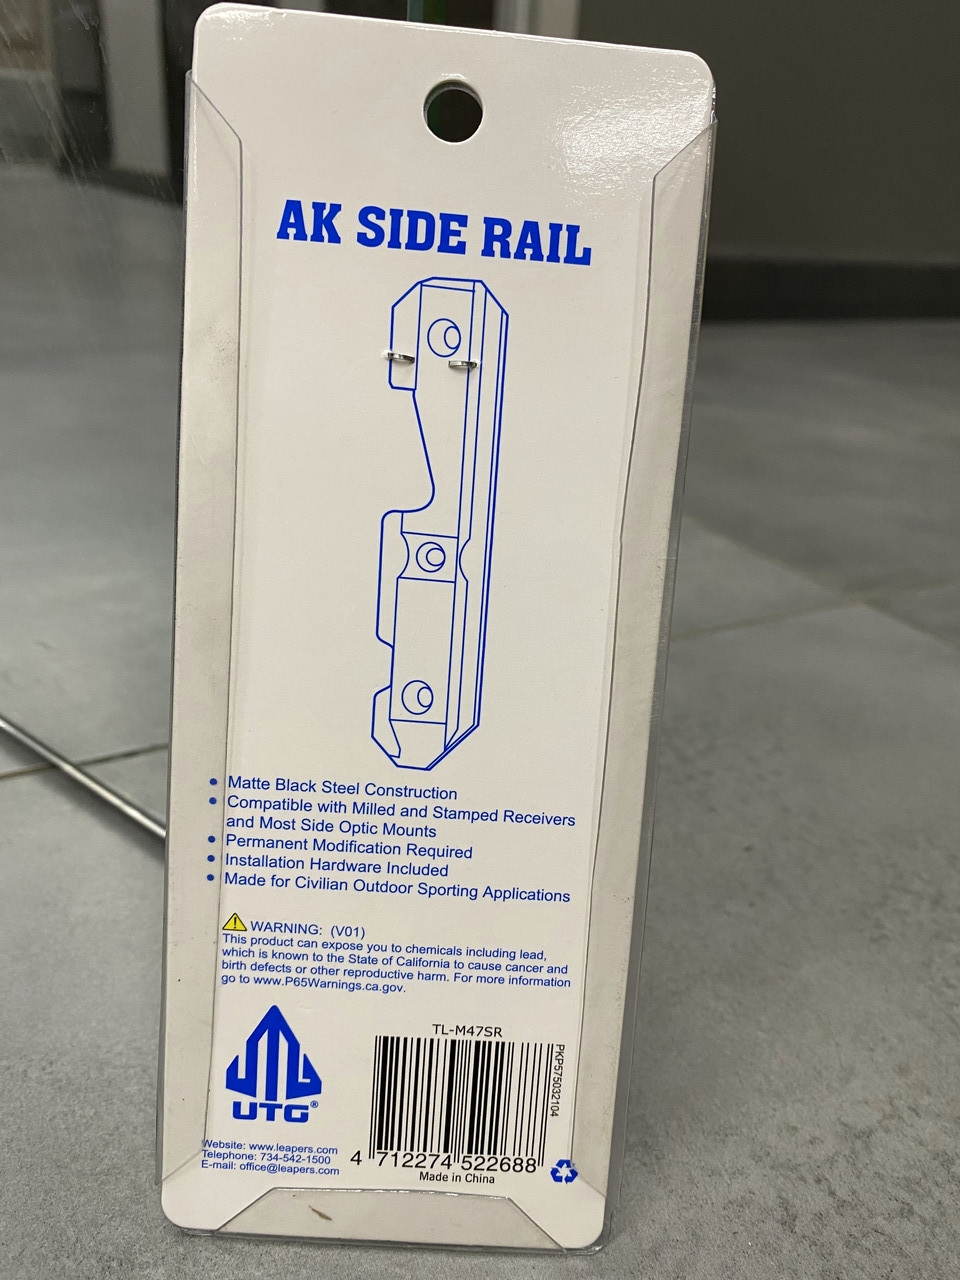 AK SIDE RAIL
• Matte Black Steel Construction
• Compatible with Milled and Stamped Receivers
and Most Side Optic Mounts
• Permanent Modification Required
• Installation Hardware Included
• Made for Civilian Outdoor Sporting Applications
WARNING: (V01)
This product can expose you to chemicals including lead,
which is known to the State of California to cause cancer and
birth defects or other reproductive harm. For more information
go to www.P65Warnings.ca.gov.
UTG®
Website: www.leapers.com
Telephone: 734-542-1500
E-mail: office@leapers.com
TL-M47SR
PKP575032104
4 712274 522688
Made in China